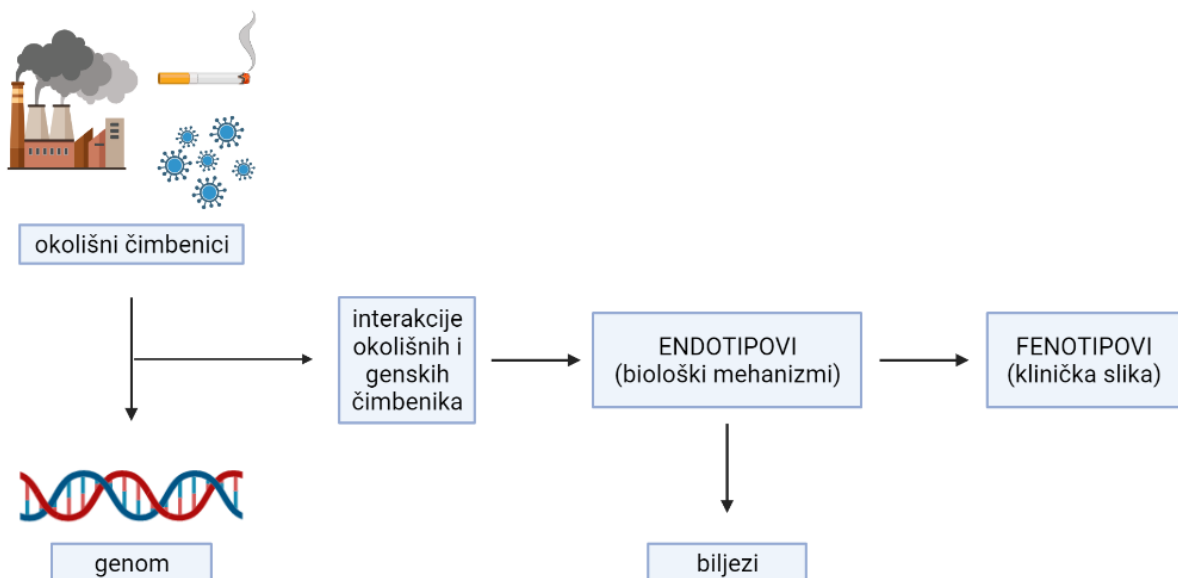 okolišni čimbenici
interakcije
okolišnih i
genskih
čimbenika
ENDOTIPOVI
(biološki mehanizmi)
FENOTIPOVI
(klinička slika)
genom
biljezi